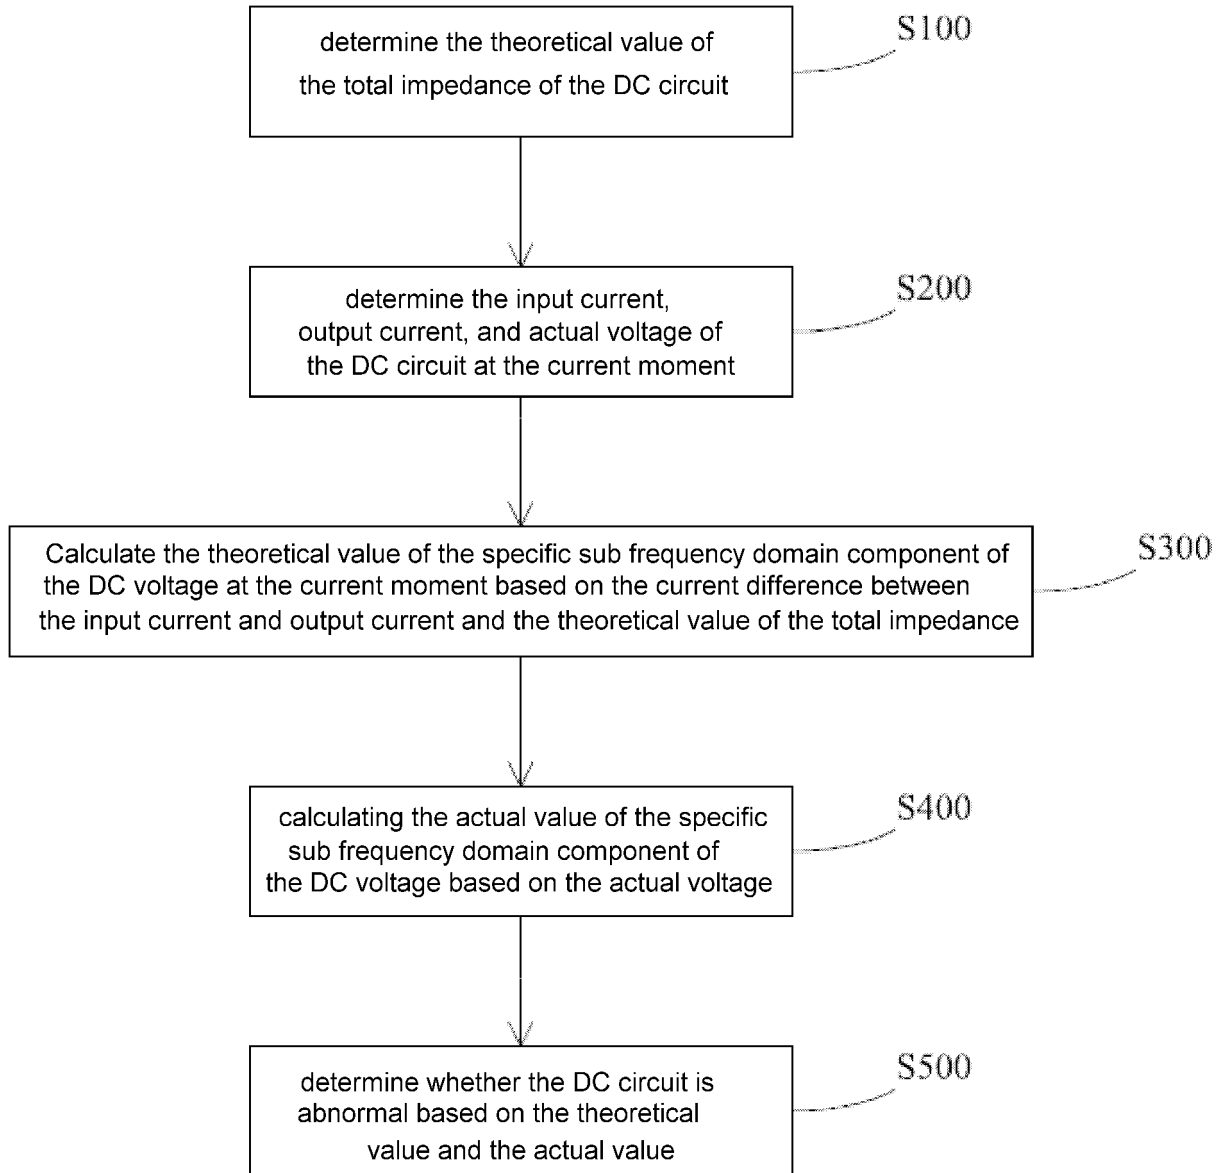 determine the theoretical value of
the total impedance of the DC circuit
S100
determine the input current,
output current, and actual voltage of
the DC circuit at the current moment
S200
Calculate the theoretical value of the specific sub frequency domain component of
the DC voltage at the current moment based on the current difference between
the input current and output current and the theoretical value of the total impedance
S300
calculating the actual value of the specific
sub frequency domain component of
the DC voltage based on the actual voltage
S400
determine whether the DC circuit is
abnormal based on the theoretical
value and the actual value
S500